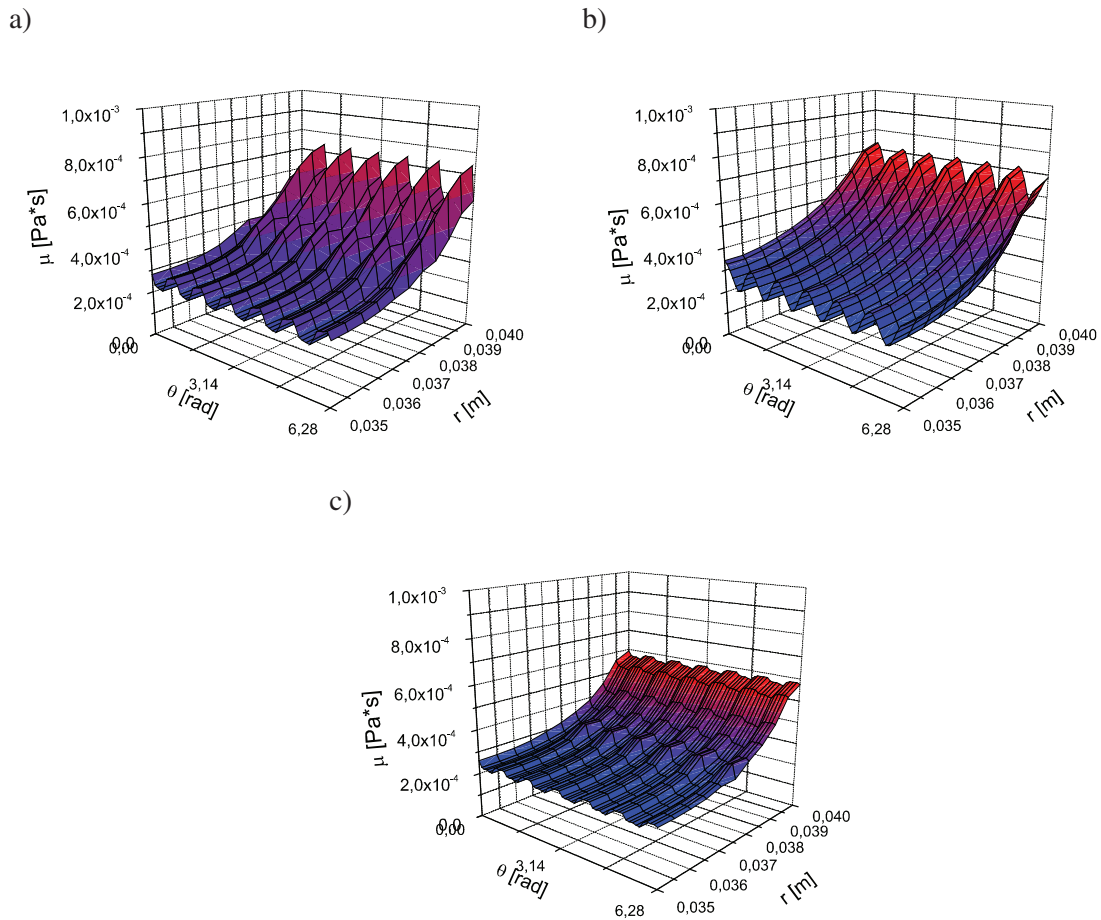 a)
1,0x10⁻³
8,0x10⁻⁴
6,0x10⁻⁴
4,0x10⁻⁴
2,0x10⁻⁴
0,0
0,00
μ [Pa*s]
3,14
6,28
θ [rad]
0,035
0,036
0,037
0,038
0,039
0,040
r [m]
b)
1,0x10⁻³
8,0x10⁻⁴
6,0x10⁻⁴
4,0x10⁻⁴
2,0x10⁻⁴
0,0
0,00
μ [Pa*s]
3,14
6,28
θ [rad]
0,035
0,036
0,037
0,038
0,039
0,040
r [m]
c)
1,0x10⁻³
8,0x10⁻⁴
6,0x10⁻⁴
4,0x10⁻⁴
2,0x10⁻⁴
0,0
0,00
μ [Pa*s]
3,14
6,28
θ [rad]
0,035
0,036
0,037
0,038
0,039
0,040
r [m]